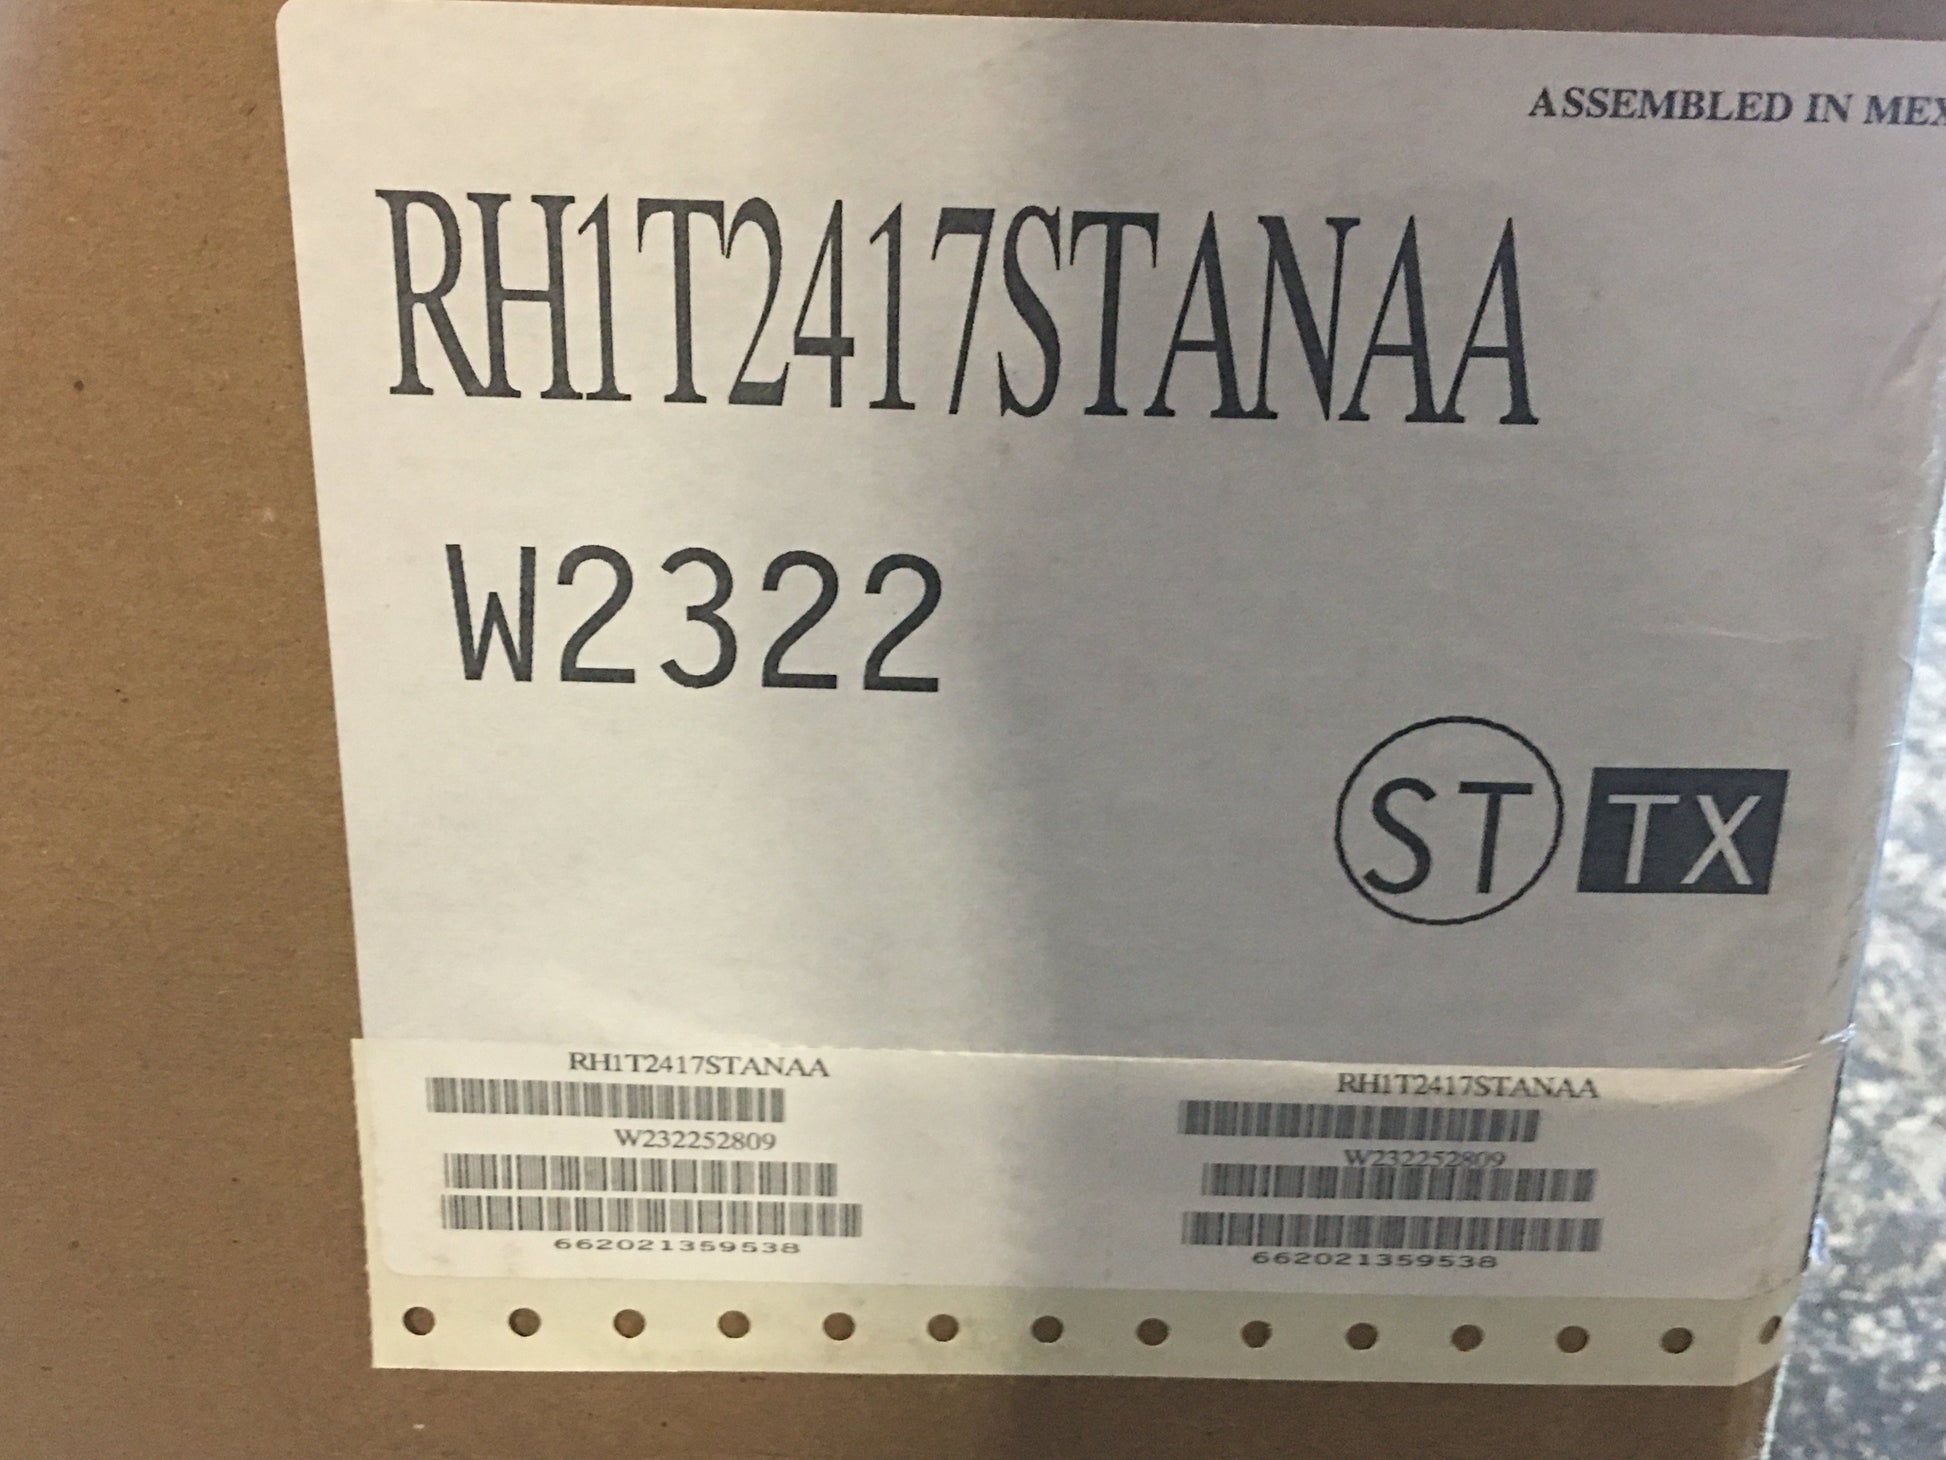 ASSEMBLED IN MEX
RH1T2417STANAA
W2322
ST TX
RH1T2417STANAA
W232252809
662021359538
RH1T2417STANAA
W232252809
662021359538